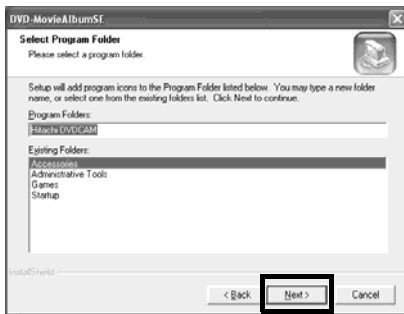 DVD-MovieAlbumSE
Select Program Folder
Please select a program folder.
Setup will add program icons to the Program Folder listed below. You may type a new folder
name, or select one from the existing folders list. Click Next to continue.
Program Folders:
Hitachi DVDCAM
Existing Folders:
Accessories
Administrative Tools
Games
Startup
InstallShield
< Back
Next >
Cancel